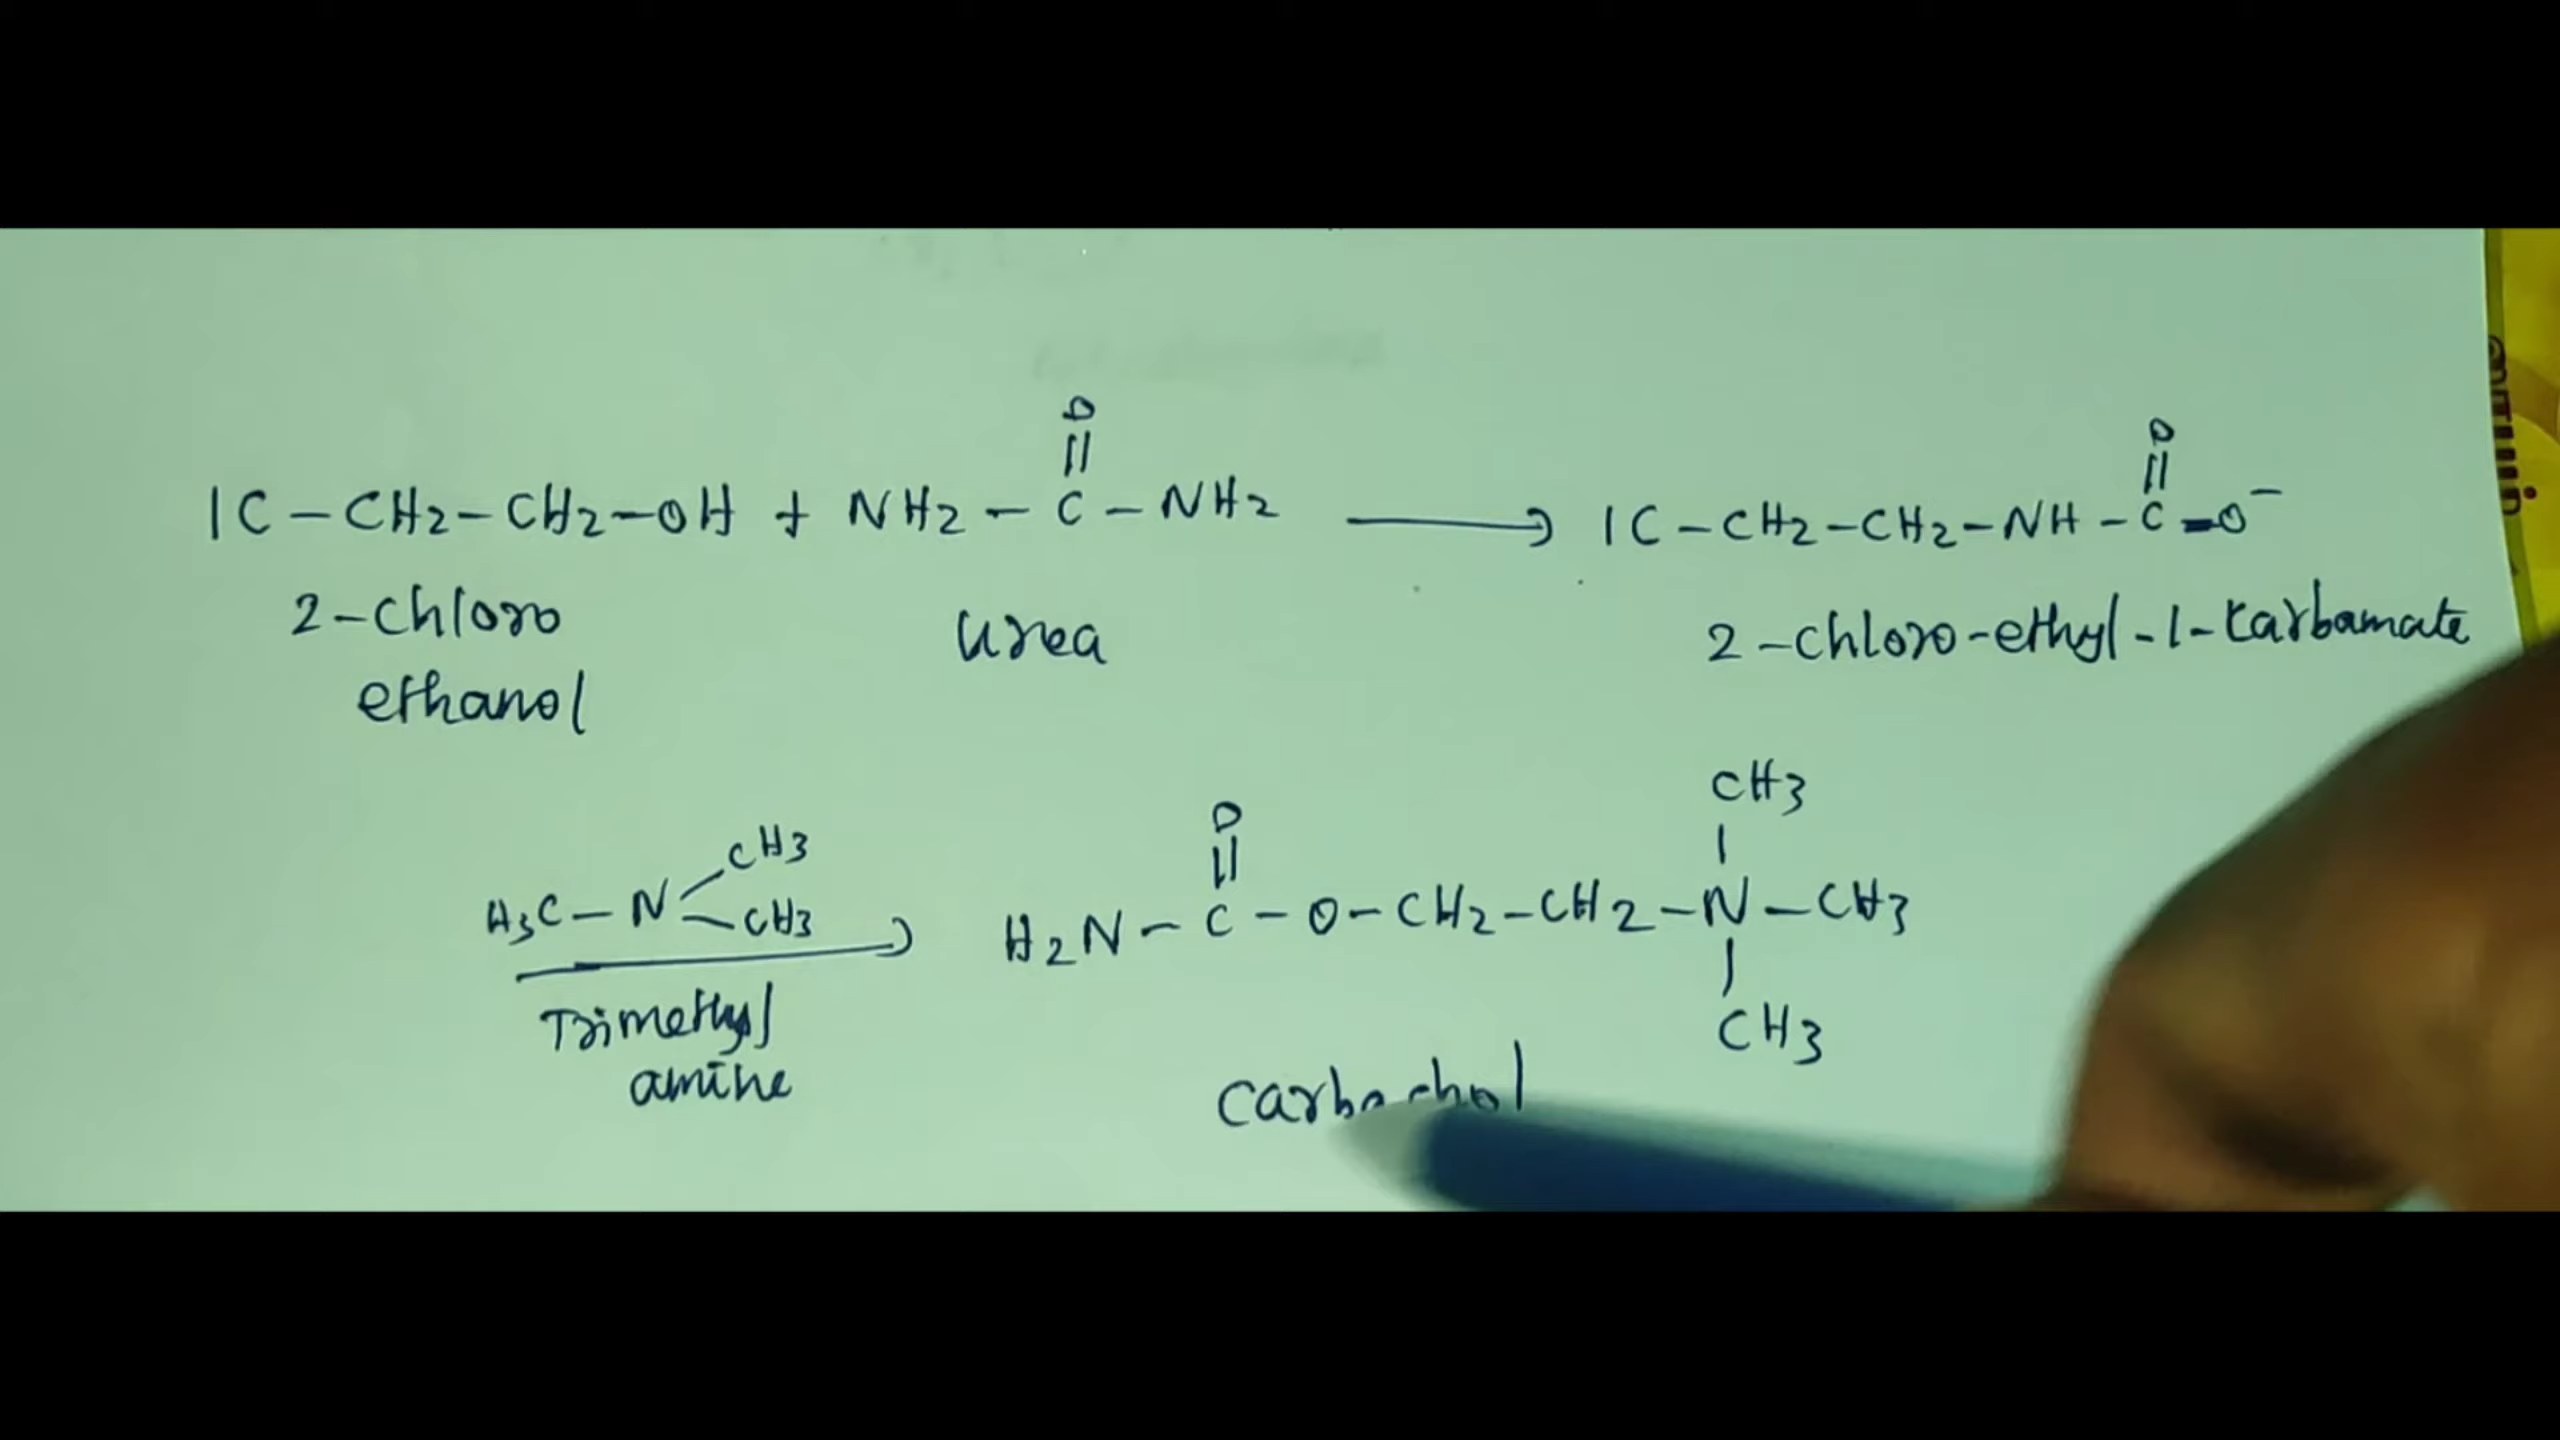 O
||
O
||
lC – CH2 – CH2 – OH + NH2 – C – NH2 ⟶ lC – CH2 – CH2 – NH – C – O⁻
2 – Chloro ethanol
Urea
2 – Chloro – ethyl – 1 – Carbamate
CH3
|
O
||
CH3
H3C – N – CH3
H2N – C – O – CH2 – CH2 – N – CH3
|
CH3
Trimethyl amine
Carbachol